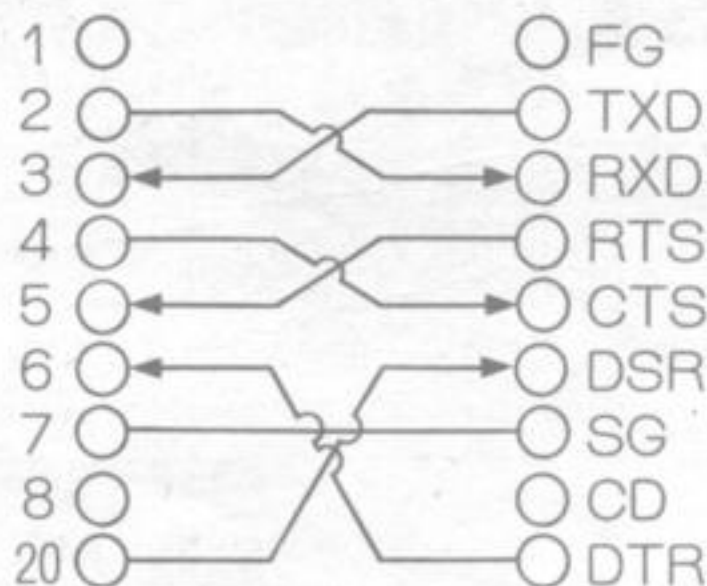 1 FG
2 TXD
3 RXD
4 RTS
5 CTS
6 DSR
7 SG
8 CD
20 DTR